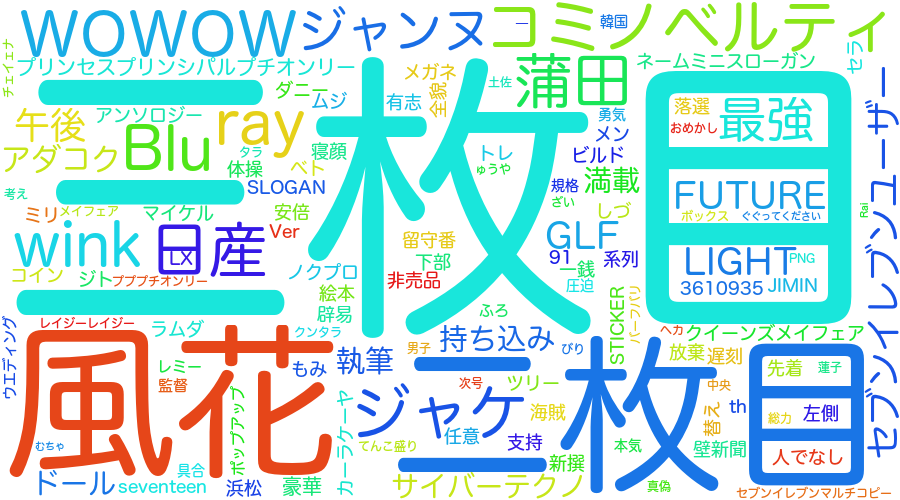 WOWOW
ジャンヌ
コミノベルティ
韓国
チェイェナ
プリンセスプリンシパルプチオンリー
メガネ
ネームミニスローガン
セラ
三枚目
ダニー
全貌
土佐
蒲田
落選
最強
おめかし
アンソロジー
ムジ
有志
勇気
午後
Blu
ray
メン
アダコク
タラ
体操
寝顔
トレ
ビルド
ベト
ゅうや
規格
満載
FUTURE
SLOGAN
考え
ざい
ボックス
ぐぐってください
ミリ
メイフェア
マイケル
安倍
しづ
Rai
セブンイレブンユーザー
wink
日産
LX
Ver
留守番
GLF
下部
91
系列
LIGHT
PNG
コイン
ジト
プププチオンリー
ノクプロ
非売品
一銭
圧迫
3610935
JIMIN
絵本
辟易
ふろ
STICKER
パーフパリ
レイジーレイジー
ラムダ
クンタラ
ウエディング
風花
持ち込み
ヘカ
クイーンズメイフェア
レミー
監督
もみ
執筆
男子
ぴり
放棄
遅刻
二枚目
先着
蓮子
次号
ツリー
中央
ジャケ
ポップアップ
カーラケーヤ
海賊
替え
th
総力
左側
むちゃ
てんこ盛り
任意
支持
本気
壁新聞
人でなし
ドール
具合
新撰
seventeen
浜松
豪華
サイバーテクノ
真偽
セブンイレブンマルチコピー